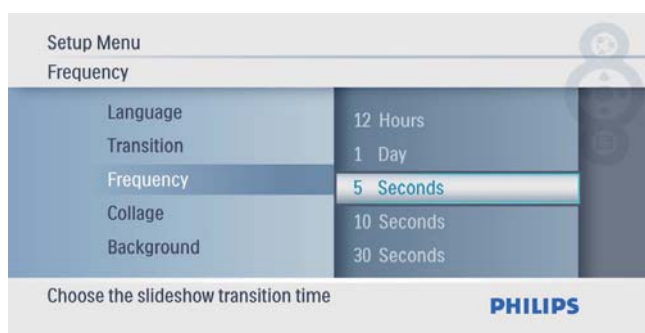 Setup Menu
Frequency
Language
Transition
Frequency
Collage
Background
12 Hours
1 Day
5 Seconds
10 Seconds
30 Seconds
Choose the slideshow transition time
PHILIPS